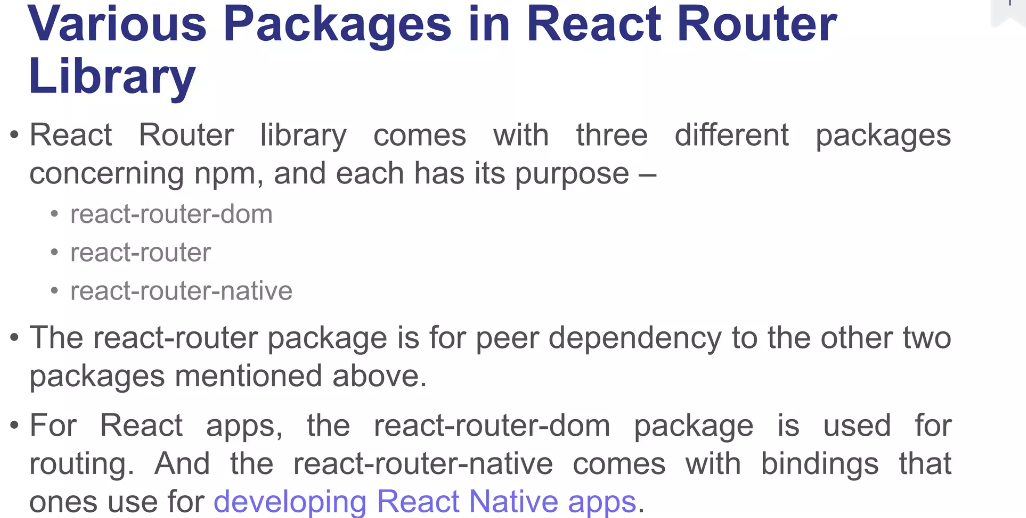 Various Packages in React Router
Library
• React Router library comes with three different packages
concerning npm, and each has its purpose –
• react-router-dom
• react-router
• react-router-native
• The react-router package is for peer dependency to the other two
packages mentioned above.
• For React apps, the react-router-dom package is used for
routing. And the react-router-native comes with bindings that
ones use for developing React Native apps.